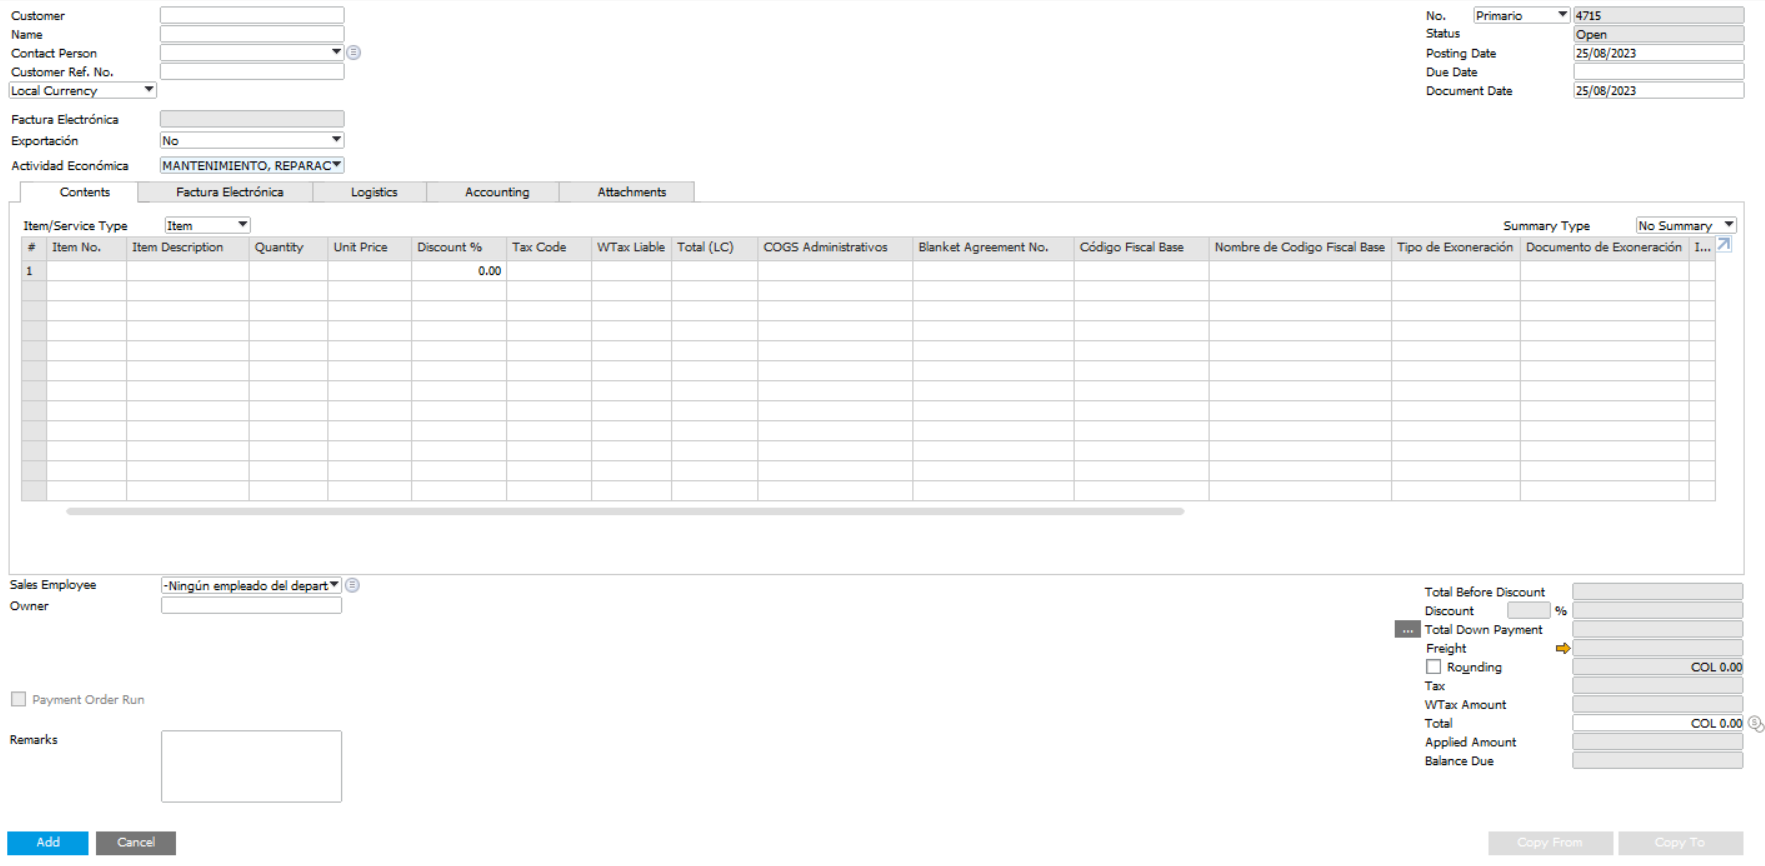 Customer
Name
Contact Person
Customer Ref. No.
Local Currency
No. Primario 4715
Status Open
Posting Date 25/08/2023
Due Date
Document Date 25/08/2023
Factura Electrónica
Exportación No
Actividad Económica MANTENIMIENTO, REPARAC
Contents Factura Electrónica Logistics Accounting Attachments
Item/Service Type Item Summary Type No Summary
# Item No. Item Description Quantity Unit Price Discount % Tax Code WTax Liable Total (LC) COGS Administrativos Blanket Agreement No. Código Fiscal Base Nombre de Codigo Fiscal Base Tipo de Exoneración Documento de Exoneración I...
1 0.00
Sales Employee -Ningún empleado del depart
Owner
Payment Order Run
Remarks
Total Before Discount
Discount %
... Total Down Payment
Freight
Rounding COL 0.00
Tax
WTax Amount
Total COL 0.00
Applied Amount
Balance Due
Add Cancel Copy From Copy To